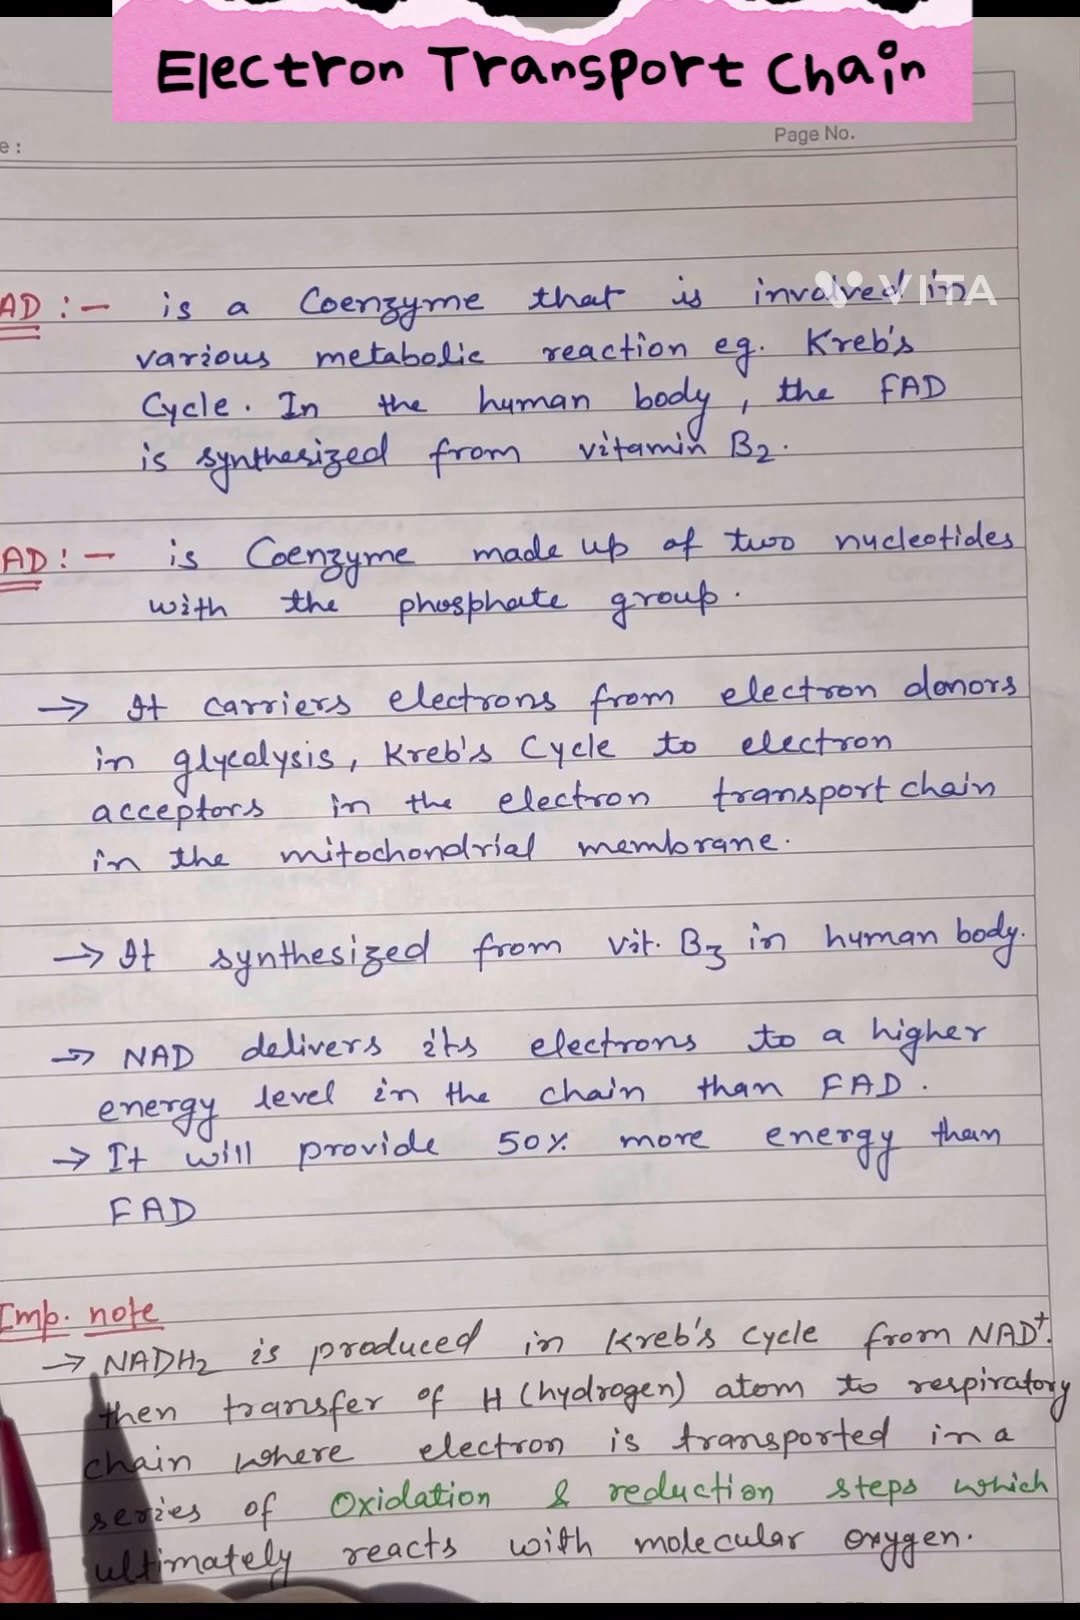 Electron Transport Chain
Page No.
e :
AD :- is a Coenzyme that is involved in
VITA
various metabolic reaction eg. Kreb's
Cycle. In the human body, the FAD
is synthesized from vitamin B2.
AD :- is Coenzyme made up of two nucleotides
with the phosphate group.
→ It carriers electrons from electron donors
in glycolysis, Kreb's Cycle to electron
acceptors in the electron transport chain
in the mitochondrial membrane.
→ It synthesized from vit. B3 in human body.
→ NAD delivers its electrons to a higher
energy level in the chain than FAD.
→ It will provide 50% more energy than
FAD
Imp. note
→ NADH2 is produced in Kreb's cycle from NAD+.
then transfer of H (hydrogen) atom to respiratory
chain where electron is transported in a
series of Oxidation & reduction steps which
ultimately reacts with molecular oxygen.